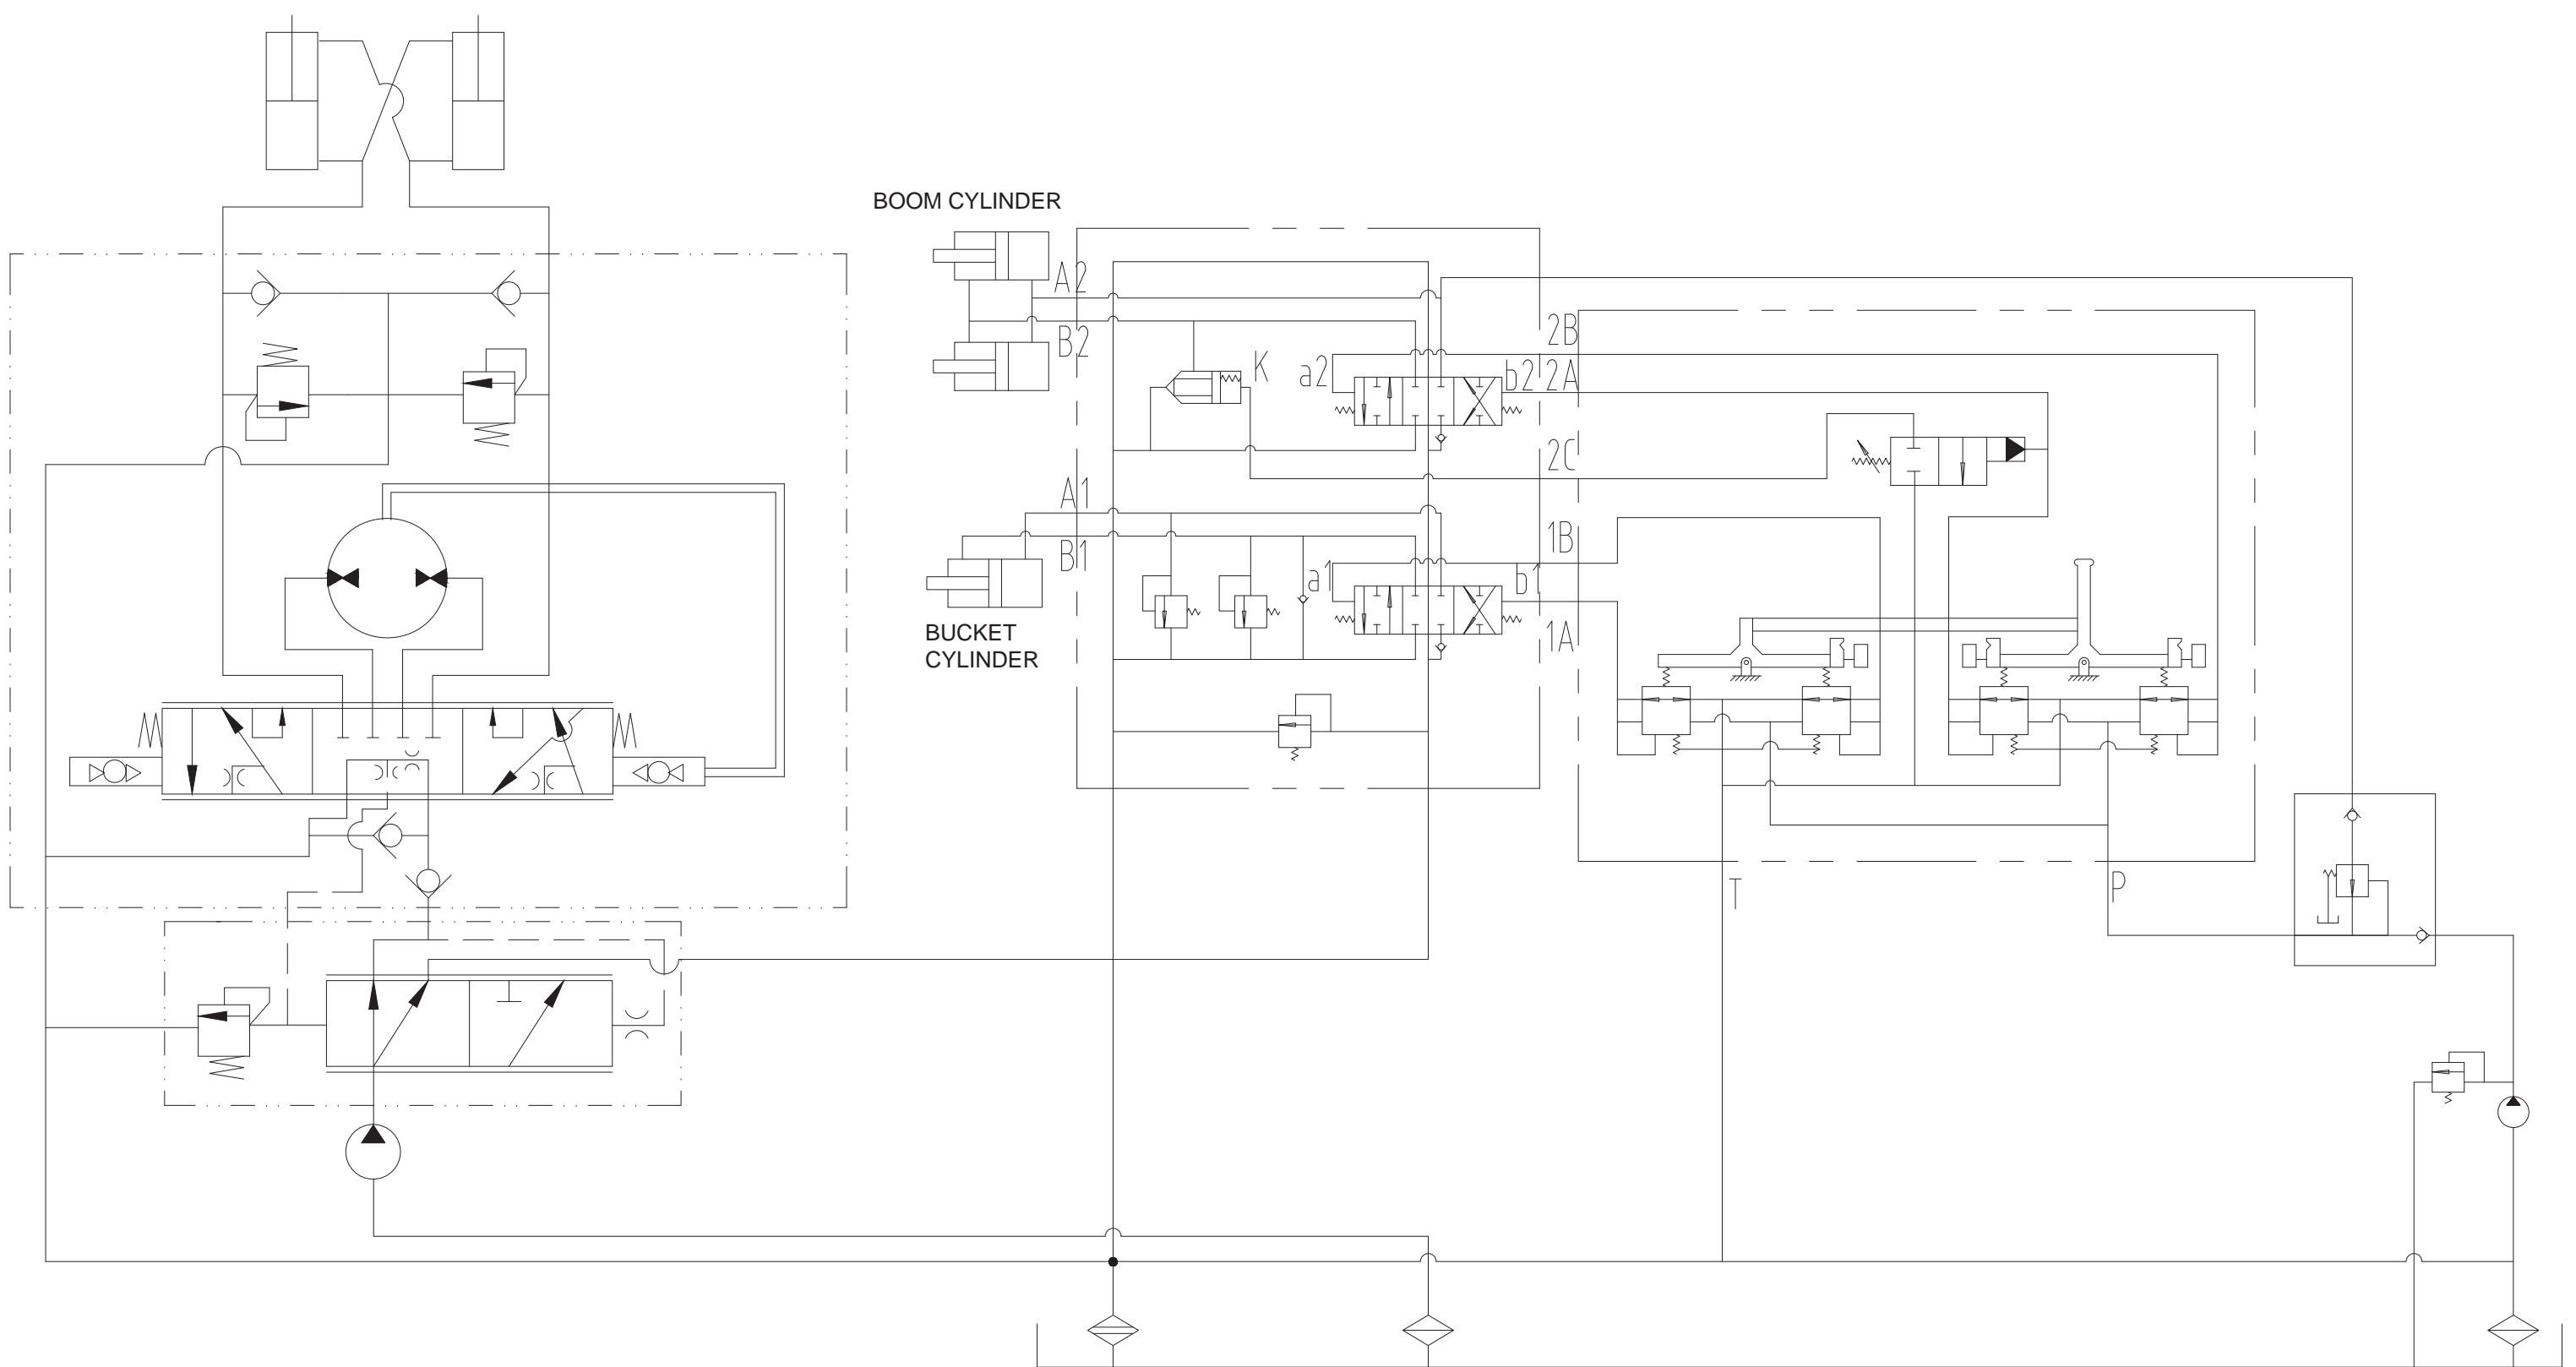 BOOM CYLINDER
A2
B2
2B
K
a2
b2
2A
2C
A1
B1
1B
a1
b1
1A
BUCKET
CYLINDER
T
P